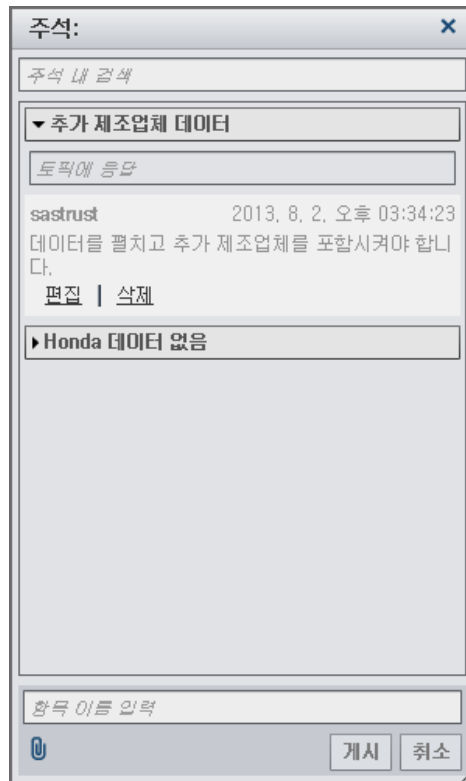 주석:
주석 내 검색
추가 제조업체 데이터
토픽에 응답
sastrust 2013, 8, 2, 오후 03:34:23
데이터를 펼치고 추가 제조업체를 포함시켜야 합니
다.
편집 | 삭제
Honda 데이터 없음
항목 이름 입력
게시 취소